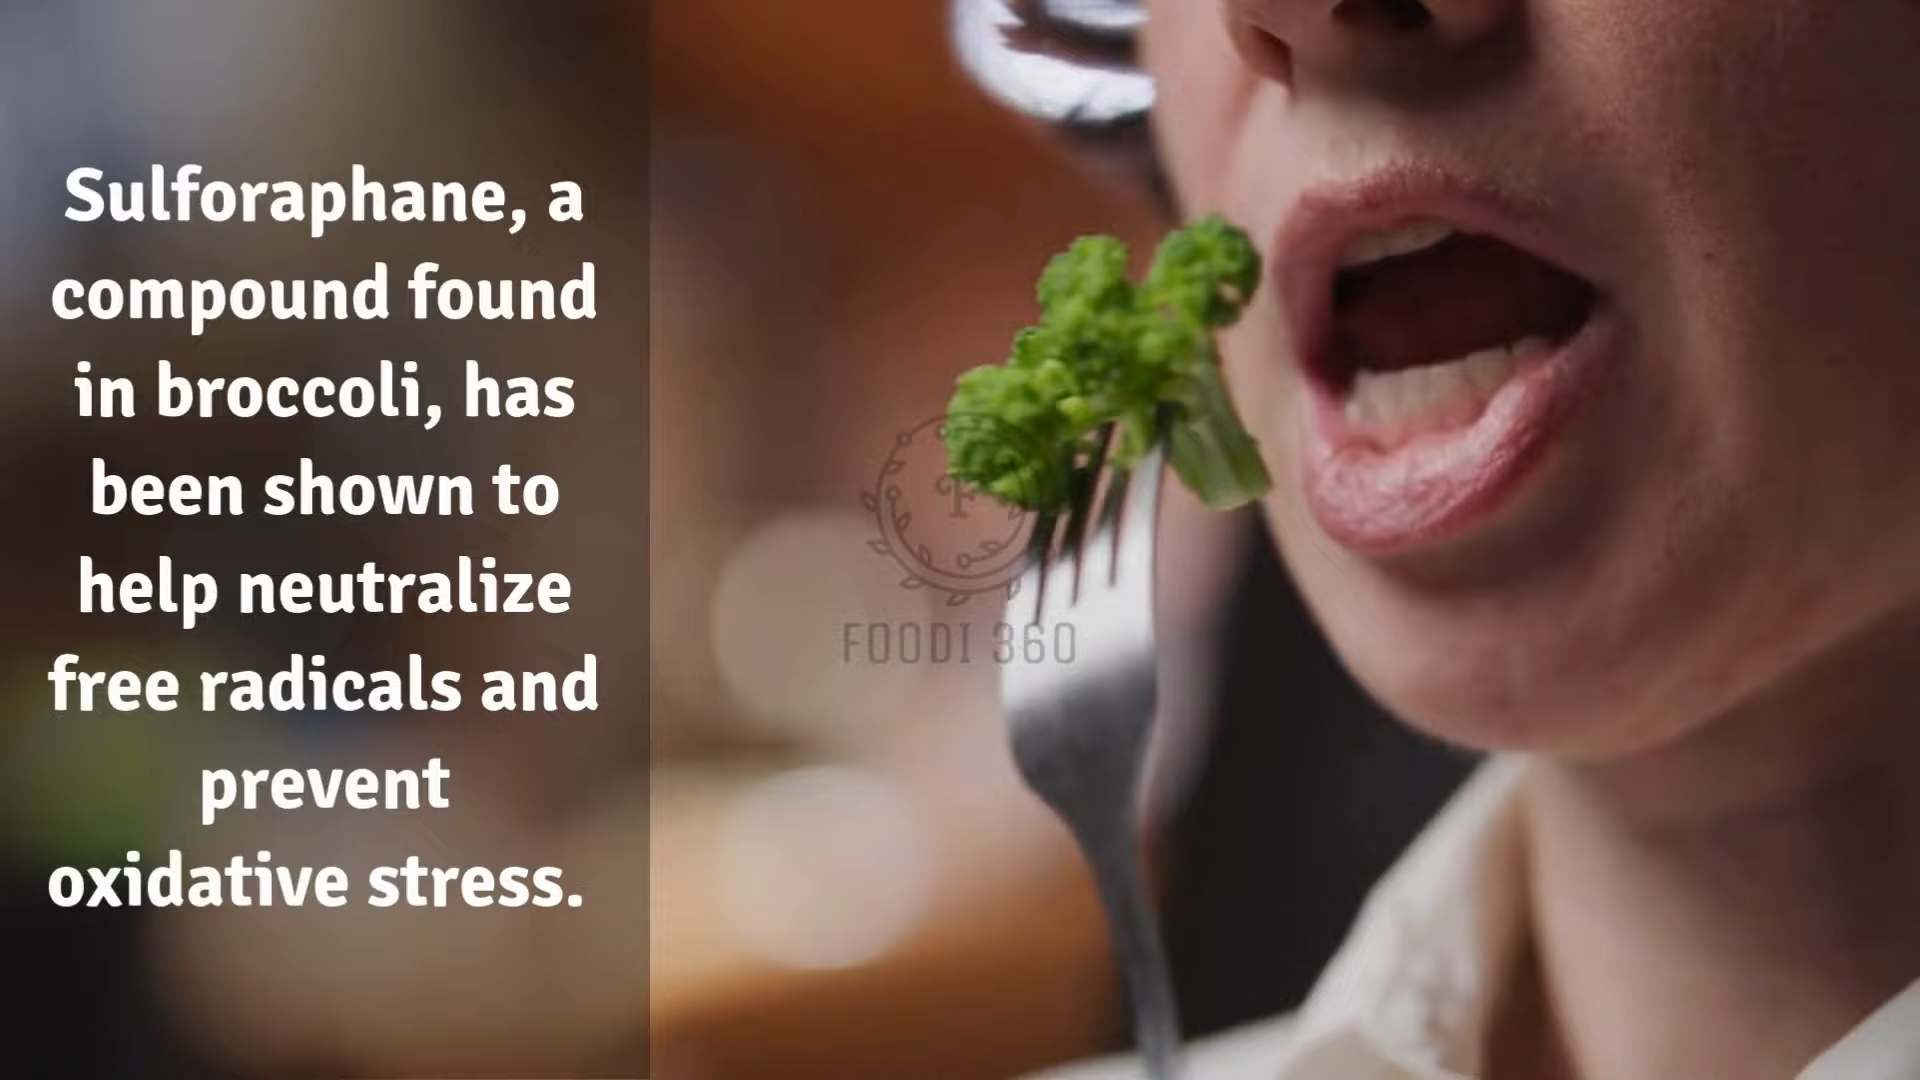 Sulforaphane, a
compound found
in broccoli, has
been shown to
help neutralize
free radicals and
prevent
oxidative stress.
F
FOODI 360